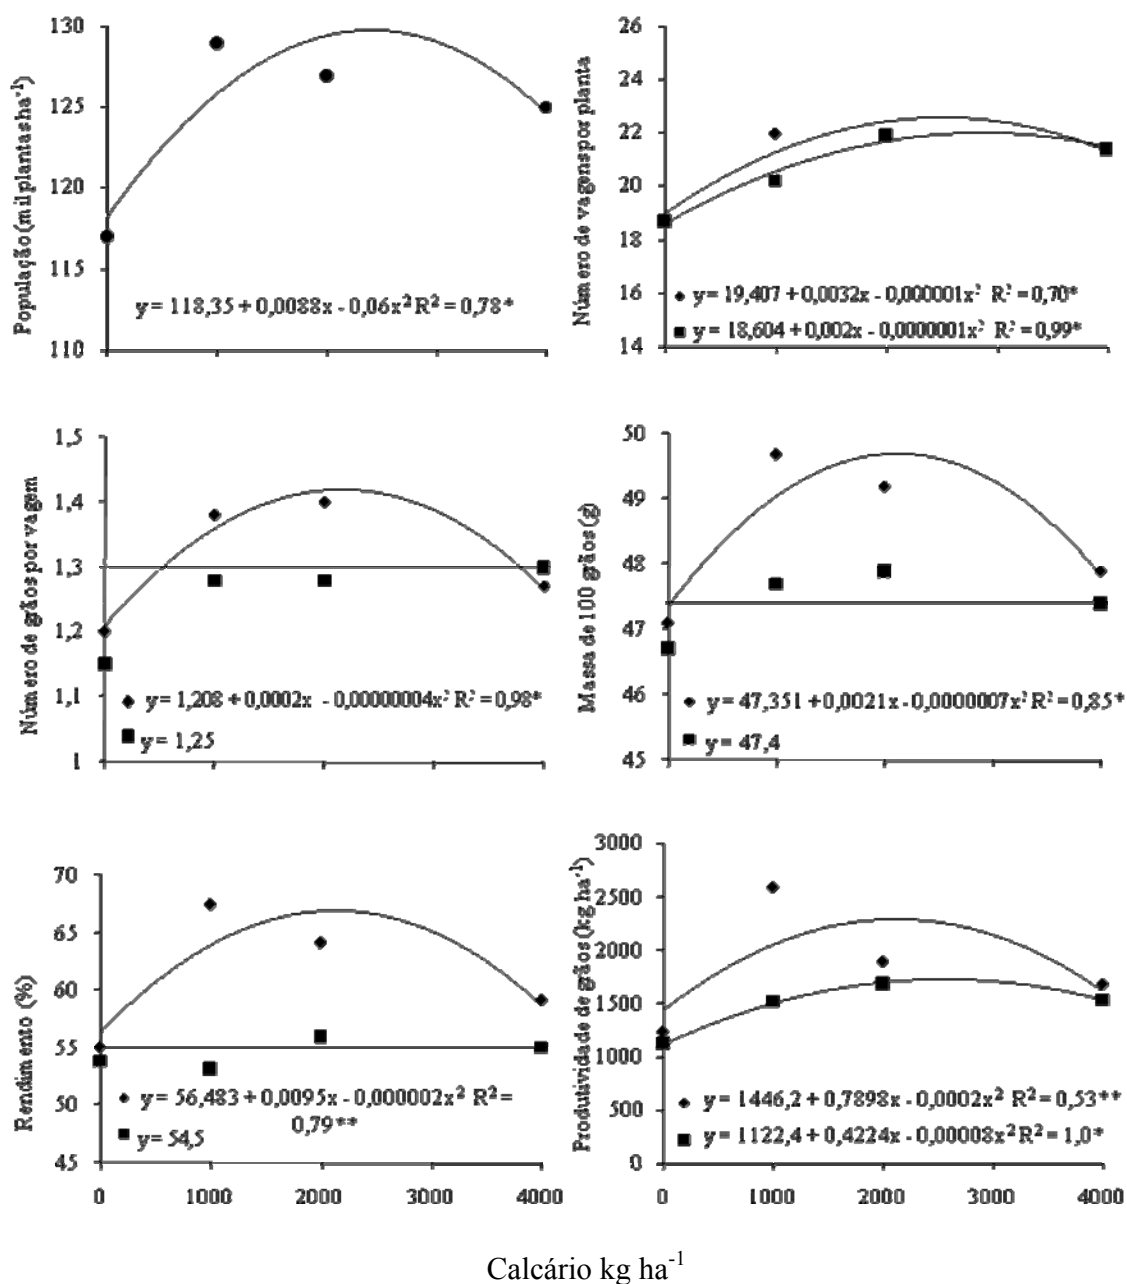 População (mil plantas ha-1)
130
125
120
115
110
y = 118,35 + 0,0088x - 0,06x² R² = 0,78*
Número de vagens por planta
26
24
22
20
18
16
14
y = 19,407 + 0,0032x - 0,000001x² R² = 0,70*
y = 18,604 + 0,002x - 0,0000001x² R² = 0,99*
Número de grãos por vagem
1,5
1,4
1,3
1,2
1,1
1
y = 1,208 + 0,0002x - 0,00000004x² R² = 0,98*
y = 1,25
Massa de 100 grãos (g)
50
49
48
47
46
45
y = 47,351 + 0,0021x - 0,0000007x² R² = 0,85*
y = 47,4
Rendimento (%)
70
65
60
55
50
45
y = 56,483 + 0,0095x - 0,000002x² R² =
0,79**
y = 54,5
0 1000 2000 3000 4000
Produtividade de grãos (kg ha-1)
3000
2500
2000
1500
1000
500
0
y = 1446,2 + 0,7898x - 0,0002x² R² = 0,53**
y = 1122,4 + 0,4224x - 0,00008x² R² = 1,0*
0 1000 2000 3000 4000
Calcário kg ha-1